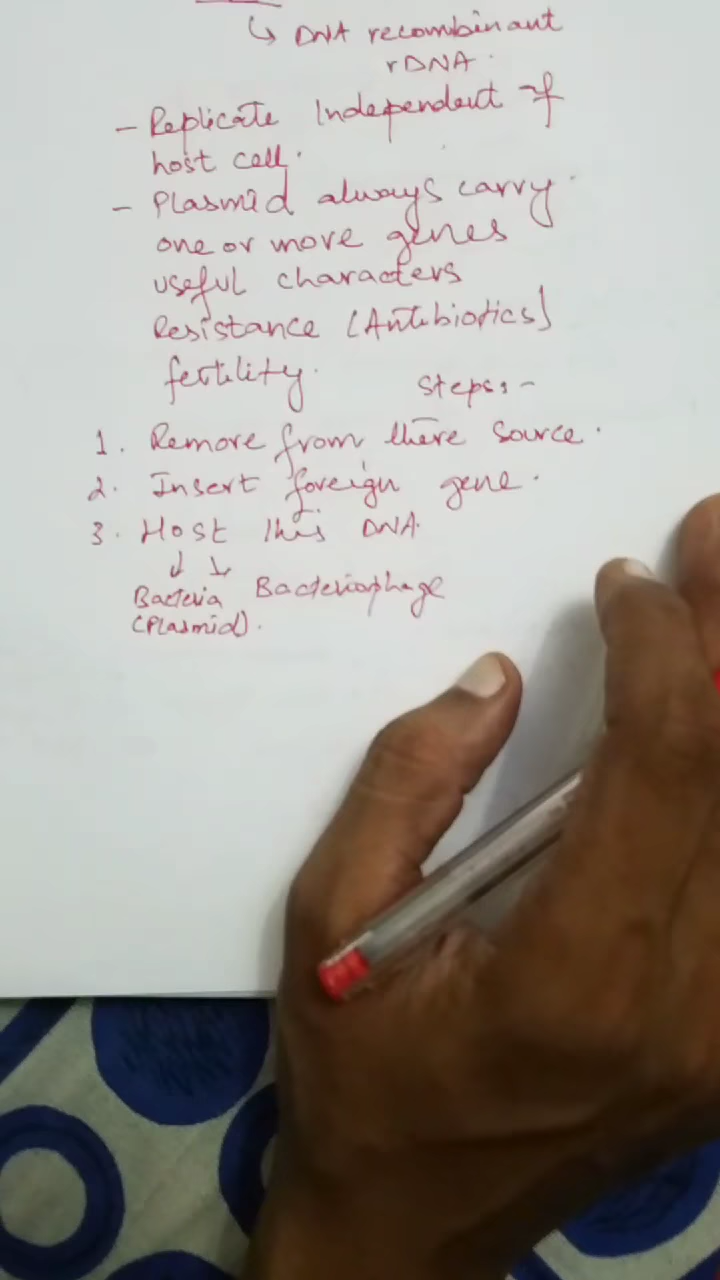 ↳ DNA recombinant
rDNA.
- Replicate Independent of
host cell.
- Plasmid always carry
one or more genes
useful characters
Resistance (Antibiotics)
fertility.
Steps:-
1. Remore from there source.
2. Insert foreign gene.
3. Host this DNA.
↓ ↘
Bacteria Bacteriophage
(Plasmid).